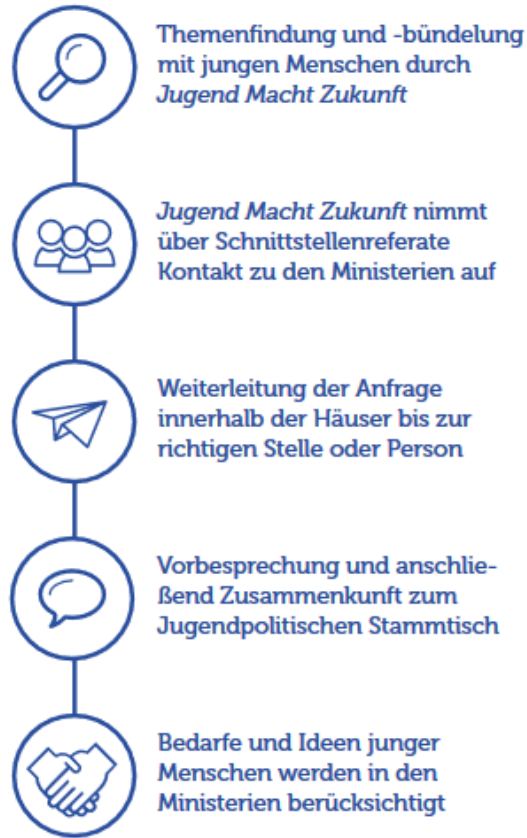 Themenfindung und -bündelung
mit jungen Menschen durch
Jugend Macht Zukunft
Jugend Macht Zukunft nimmt
über Schnittstellenreferate
Kontakt zu den Ministerien auf
Weiterleitung der Anfrage
innerhalb der Häuser bis zur
richtigen Stelle oder Person
Vorbesprechung und anschlie-
ßend Zusammenkunft zum
Jugendpolitischen Stammtisch
Bedarfe und Ideen junger
Menschen werden in den
Ministerien berücksichtigt